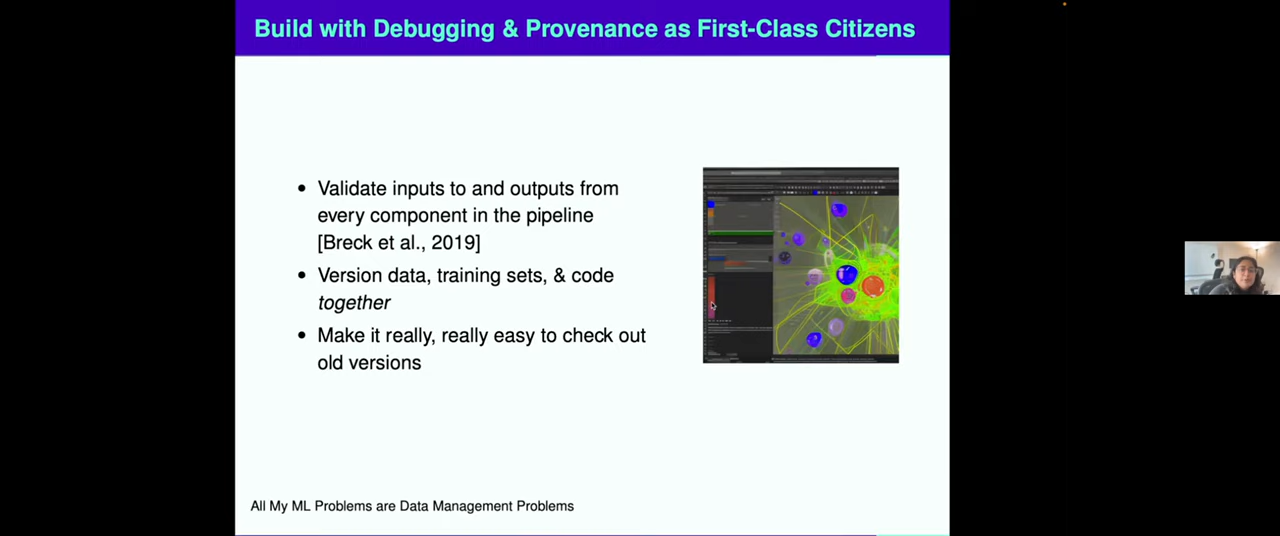 Build with Debugging & Provenance as First-Class Citizens
• Validate inputs to and outputs from
every component in the pipeline
[Breck et al., 2019]
• Version data, training sets, & code
together
• Make it really, really easy to check out
old versions
All My ML Problems are Data Management Problems